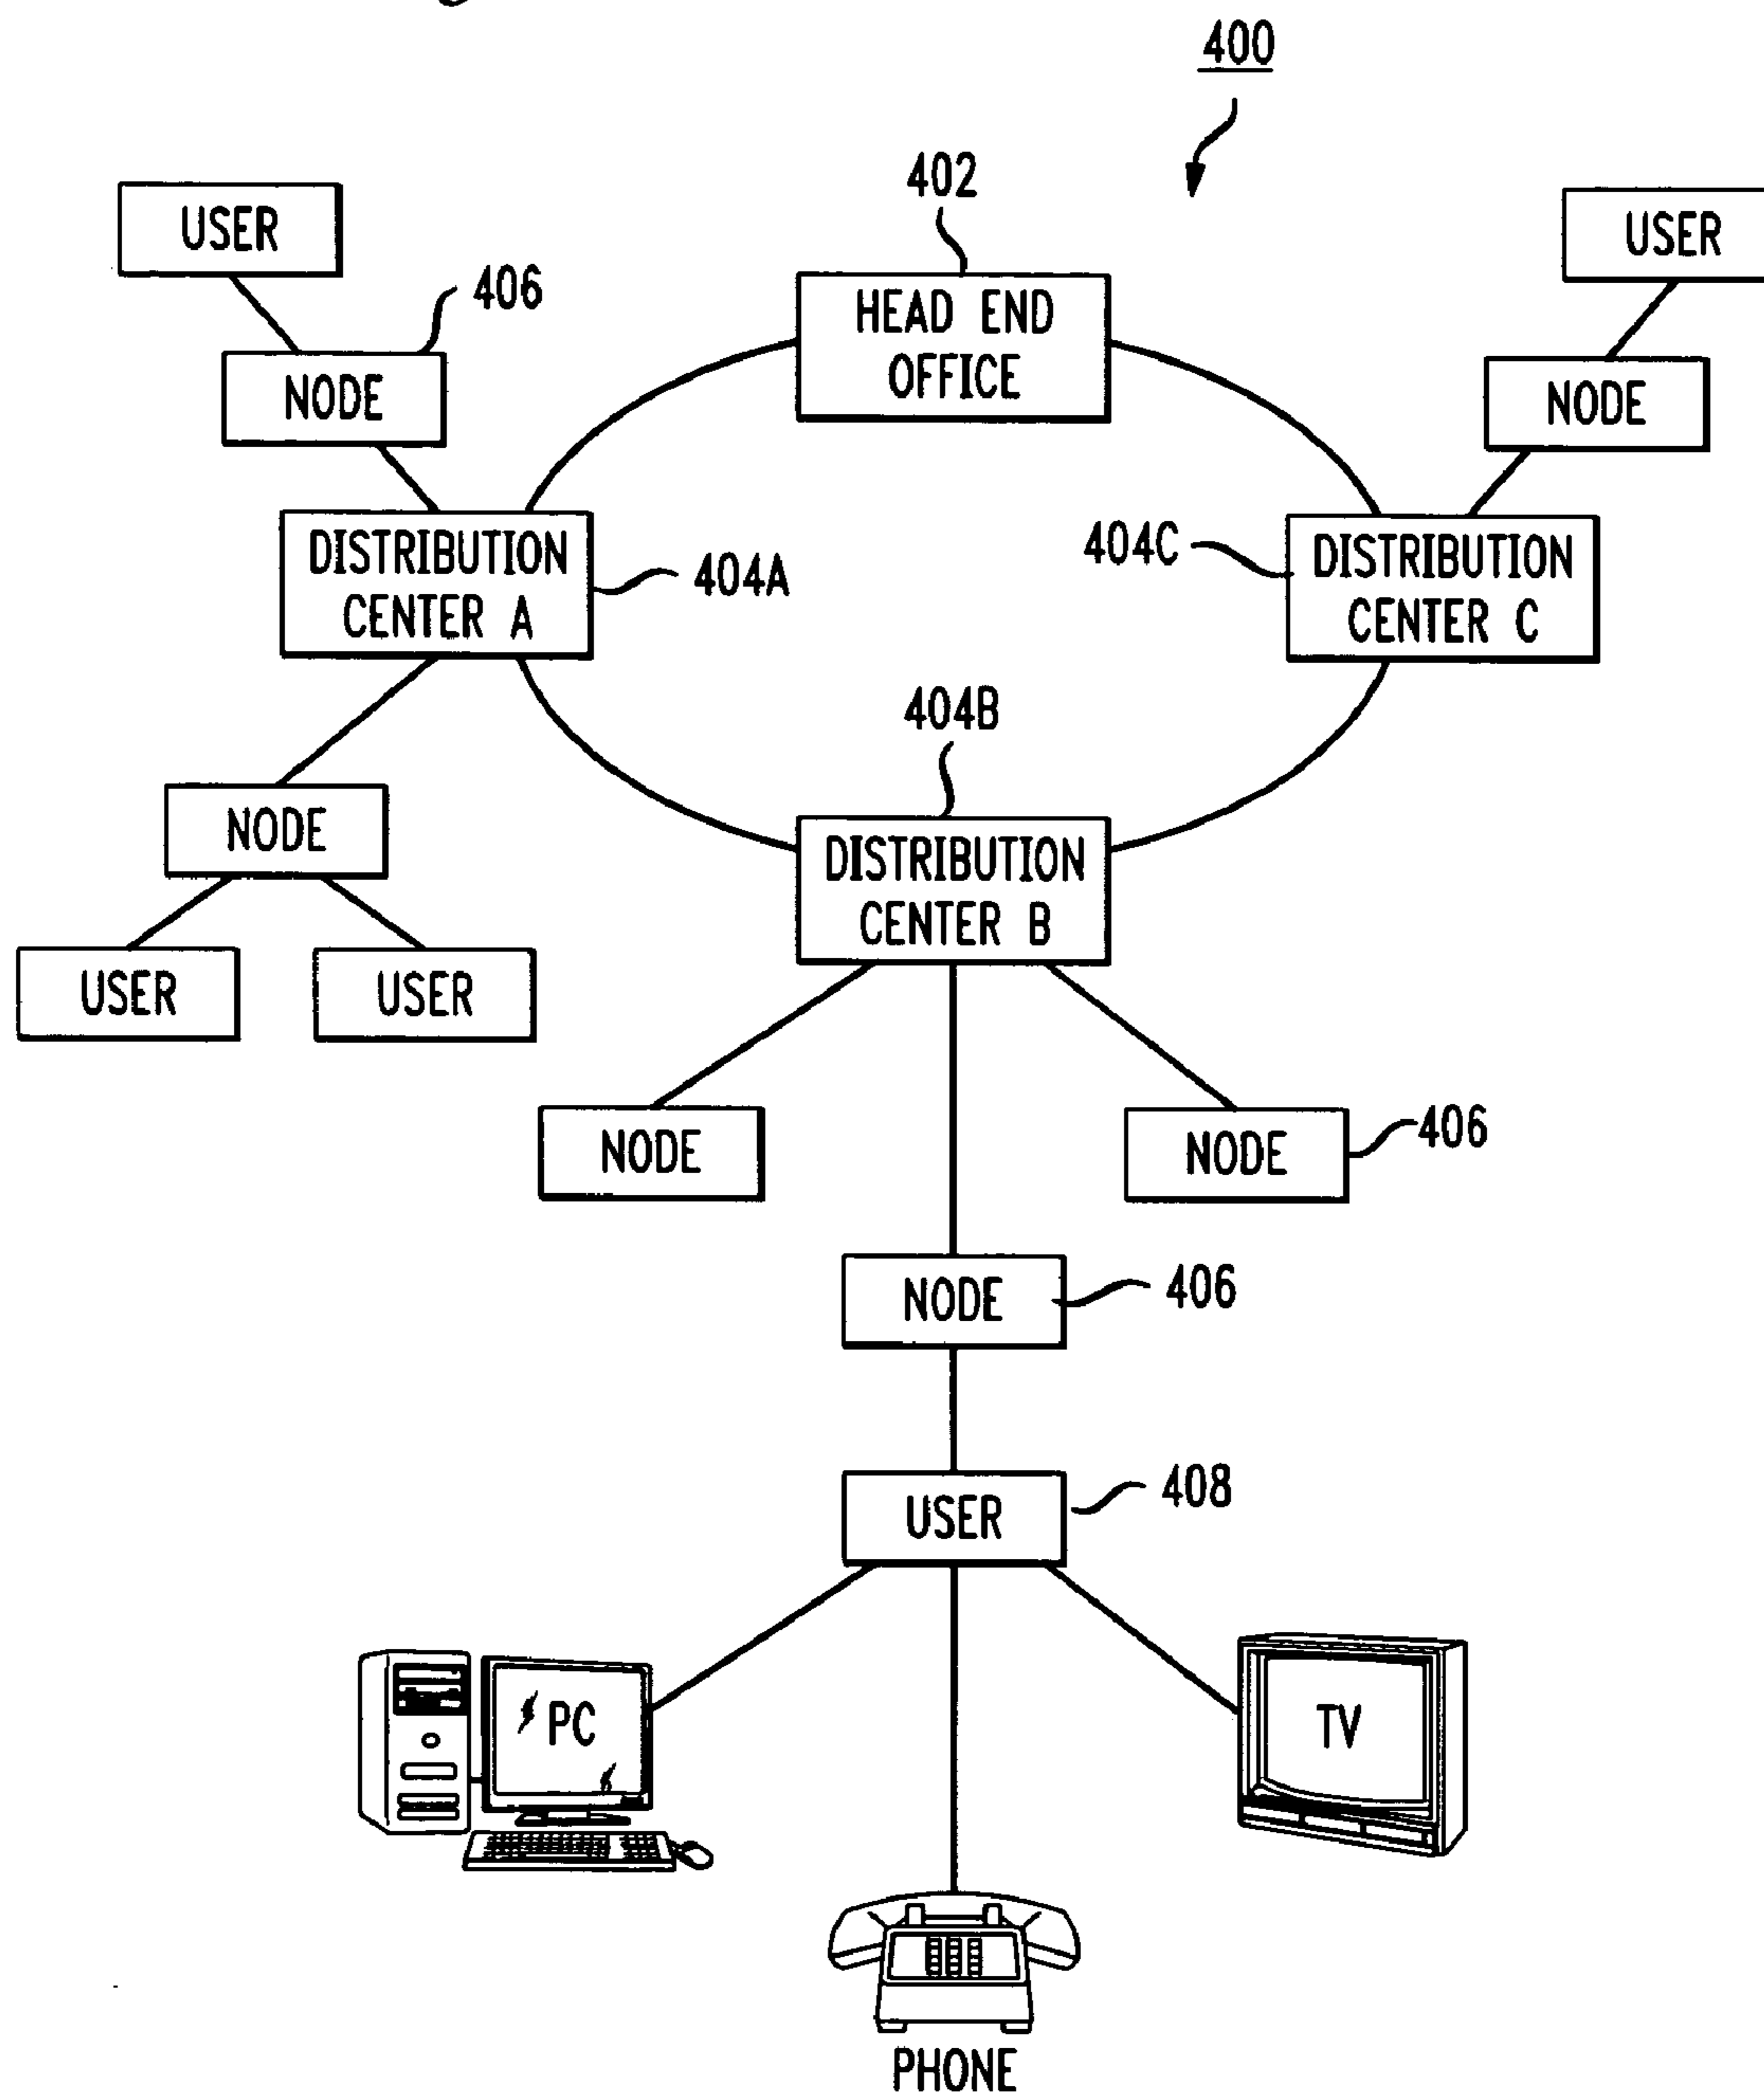 400
402
USER
USER
406
HEAD END
OFFICE
NODE
NODE
DISTRIBUTION
CENTER A
404A
404C
DISTRIBUTION
CENTER C
404B
NODE
DISTRIBUTION
CENTER B
USER
USER
NODE
NODE
406
NODE
406
USER
408
PC
TV
PHONE